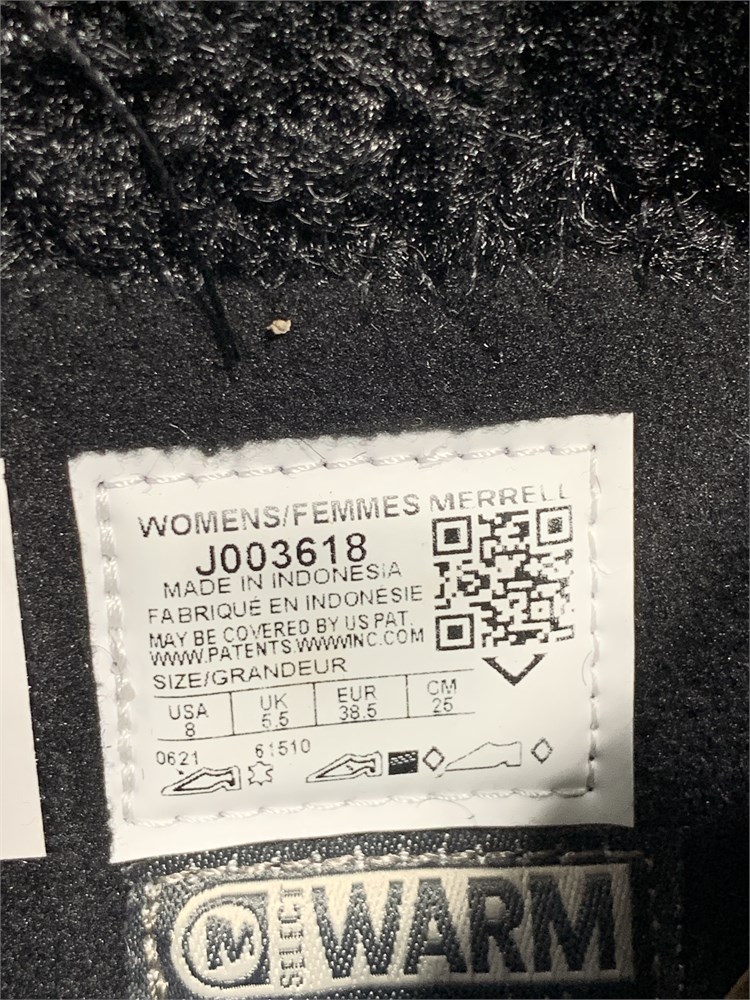 WOMENS/FEMMES MERRELL
J003618
MADE IN INDONESIA
FABRIQUÉ EN INDONÉSIE
MAY BE COVERED BY US PAT.
WWW.PATENTS.WWWINC.COM
SIZE/GRANDEUR
USA UK EUR CM
8 5.5 38.5 25
0621 61510
M SELECT WARM